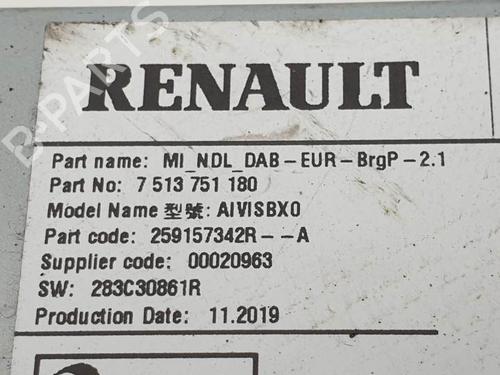 RENAULT
Part name: MI_NDL_DAB-EUR-BrgP-2.1
Part No: 7 513 751 180
Model Name 型號: AIVISBX0
Part code: 259157342R--A
Supplier code: 00020963
SW: 283C30861R
Production Date: 11.2019
B-PARTS